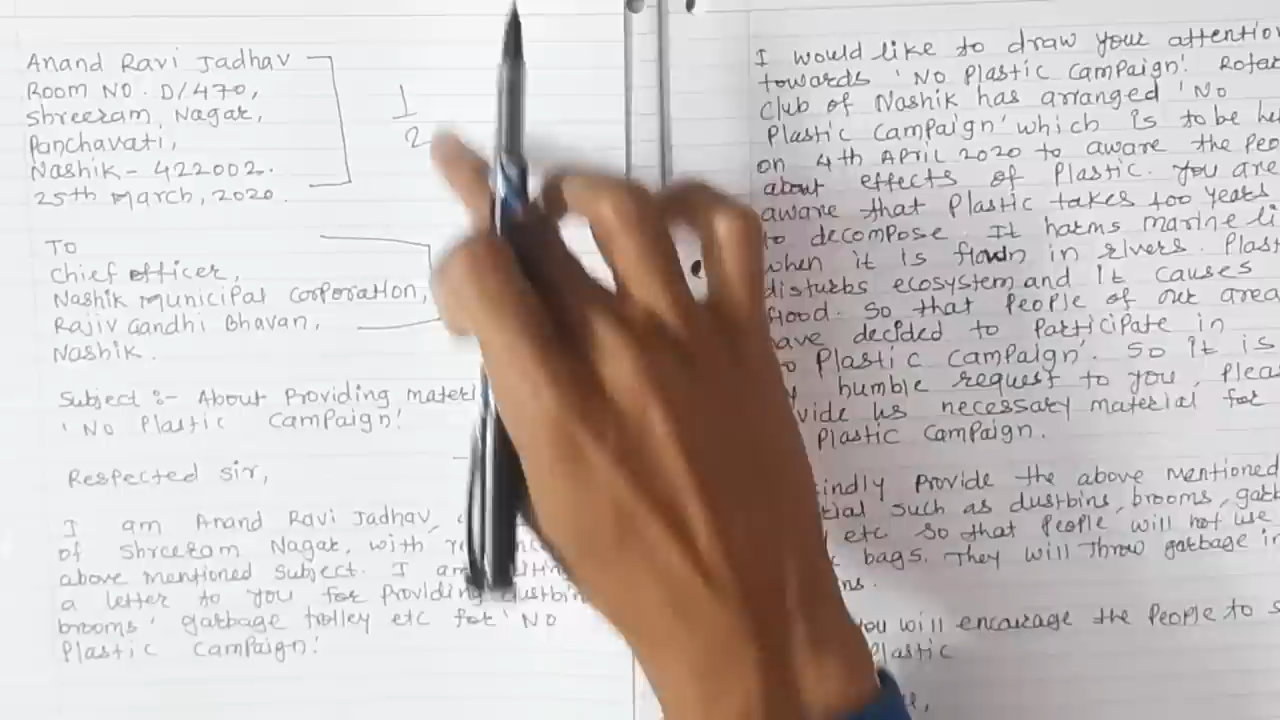 Anand Ravi Jadhav
Room No. D/470,
Shreeram Nagar,
Panchavati,
Nashik - 422002.
25th March, 2020.
1
2
To
Chief officer,
Nashik Municipal Corporation,
Rajiv Gandhi Bhavan,
Nashik.
Subject :- About Providing
'No Plastic Campaign!
Respected Sir,
I am Anand Ravi Jadhav,
of Shreeram Nagar, with
above mentioned subject. I am
a letter to you for Providing
brooms' garbage trolley etc for 'No
Plastic Campaign!
I would like to draw your
towards 'No Plastic Campaign!
Club of Nashik has arranged 'No
Plastic Campaign' which is to be
on 4th April 2020 to aware the
about effects of Plastic. You are
aware that Plastic takes 400 years
to decompose. It harms marine
when it is flown in rivers.
disturbs ecosystem and it causes
flood. So that People of our area
have decided to Participate in
Plastic Campaign'. So it is
humble request to you,
us necessary material for
Plastic Campaign.
Provide the above mentioned
such as dustbins, brooms,
etc so that People will not use
bags. They will throw garbage in
you will encourage the People to